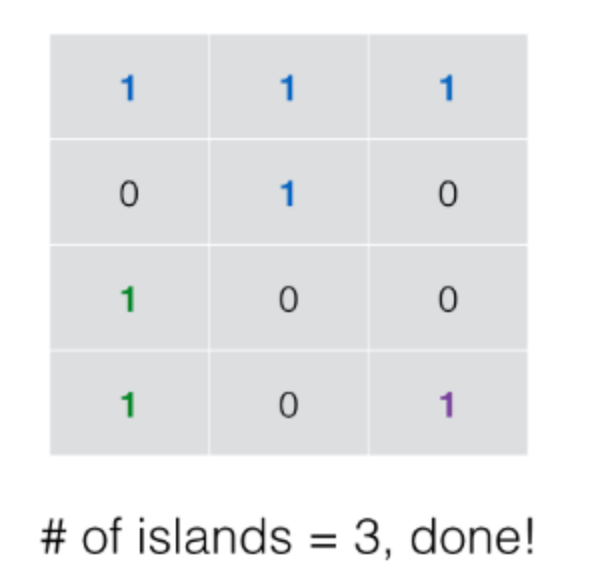 1 1 1
0 1 0
1 0 0
1 0 1
# of islands = 3, done!